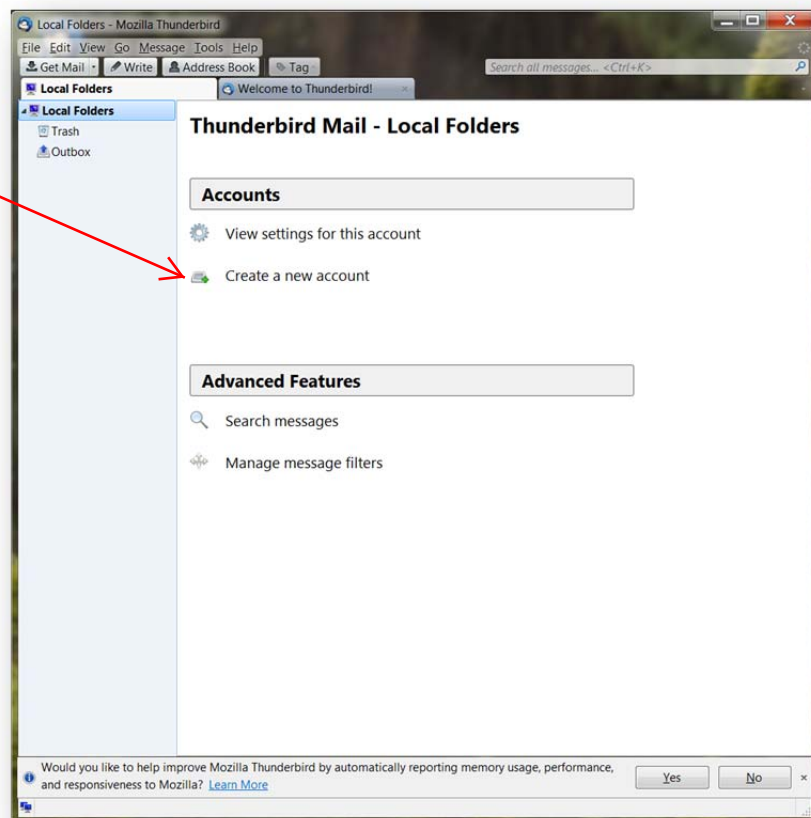 Local Folders - Mozilla Thunderbird
File Edit View Go Message Tools Help
Get Mail Write Address Book Tag Search all messages... <Ctrl+K>
Local Folders Welcome to Thunderbird!
Local Folders
Trash
Outbox
Thunderbird Mail - Local Folders
Accounts
View settings for this account
Create a new account
Advanced Features
Search messages
Manage message filters
Would you like to help improve Mozilla Thunderbird by automatically reporting memory usage, performance,
and responsiveness to Mozilla? Learn More
Yes No